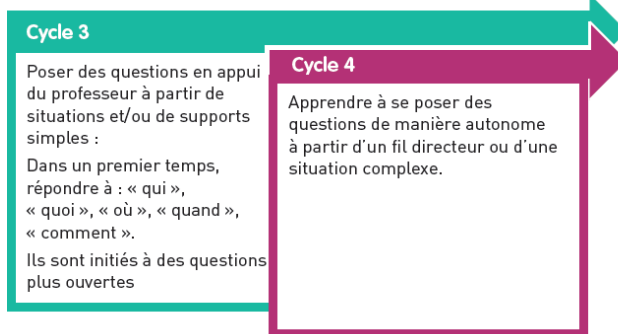 Cycle 3
Poser des questions en appui
du professeur à partir de
situations et/ou de supports
simples :
Dans un premier temps,
répondre à : « qui »,
« quoi », « où », « quand »,
« comment ».
Ils sont initiés à des questions
plus ouvertes
Cycle 4
Apprendre à se poser des
questions de manière autonome
à partir d’un fil directeur ou d’une
situation complexe.